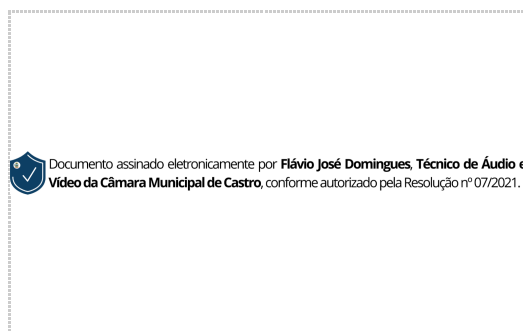 Documento assinado eletronicamente por Flávio José Domingues, Técnico de Áudio e
Vídeo da Câmara Municipal de Castro, conforme autorizado pela Resolução nº 07/2021.